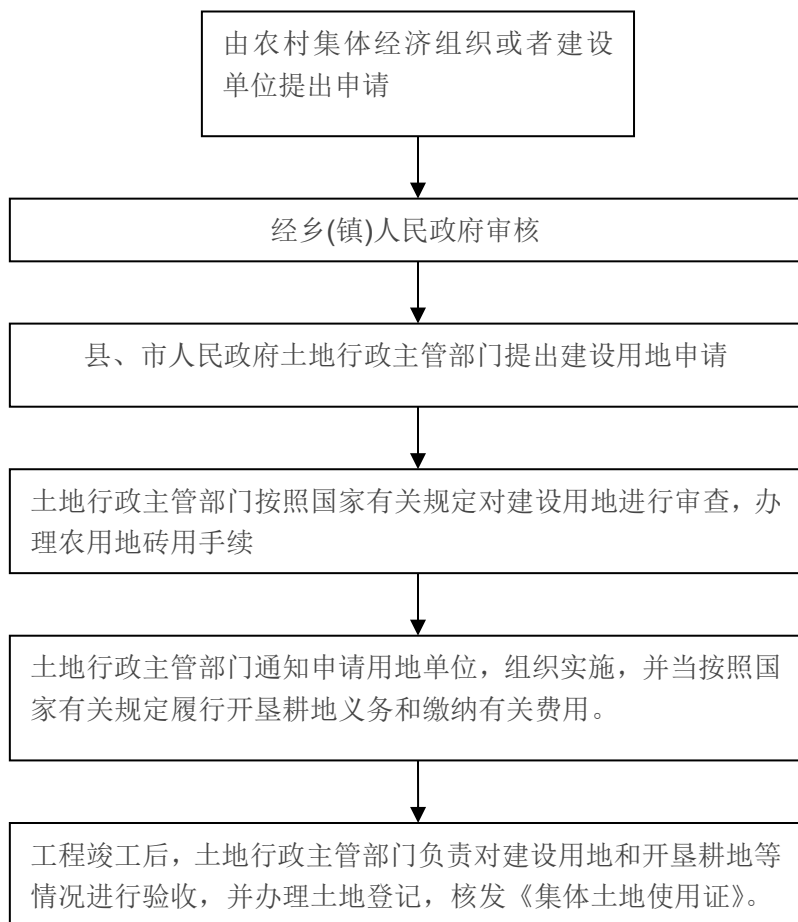 由农村集体经济组织或者建设
单位提出申请
经乡(镇)人民政府审核
县、市人民政府土地行政主管部门提出建设用地申请
土地行政主管部门按照国家有关规定对建设用地进行审查，办
理农用地砖用手续
土地行政主管部门通知申请用地单位，组织实施，并当按照国
家有关规定履行开垦耕地义务和缴纳有关费用。
工程竣工后，土地行政主管部门负责对建设用地和开垦耕地等
情况进行验收，并办理土地登记，核发《集体土地使用证》。